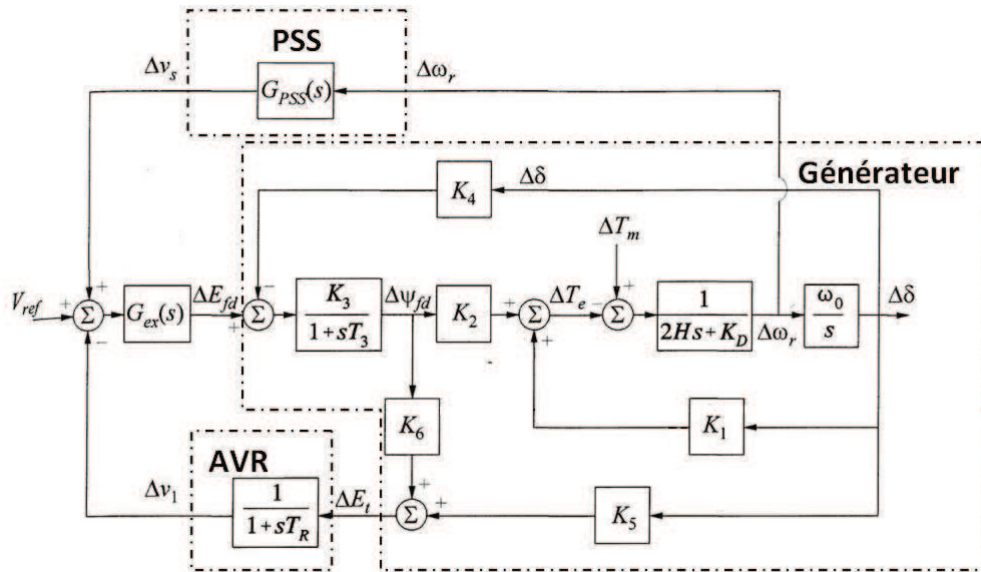 PSS
Δv_s
G_PSS(s)
Δω_r
Générateur
K_4
Δδ
ΔT_m
V_ref
+
+
−
Σ
G_ex(s)
ΔE_fd
−
+
Σ
K_3
1+sT_3
Δψ_fd
K_2
+
+
Σ
ΔT_e
−
+
Σ
1
2Hs+K_D
Δω_r
ω_0
s
Δδ
K_6
K_1
AVR
Δv_1
1
1+sT_R
ΔE_t
+
+
Σ
K_5